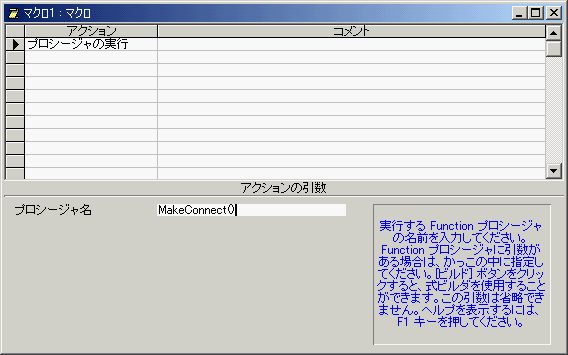 マクロ1 : マクロ
アクション コメント
プロシージャの実行
アクションの引数
プロシージャ名 MakeConnect()
実行する Function プロシージャ
の名前を入力してください。
Function プロシージャに引数が
ある場合は、かっこの中に指定し
てください。[ビルド] ボタンをクリッ
クすると、式ビルダを使用すること
ができます。この引数は省略でき
ません。ヘルプを表示するには、
F1 キーを押してください。